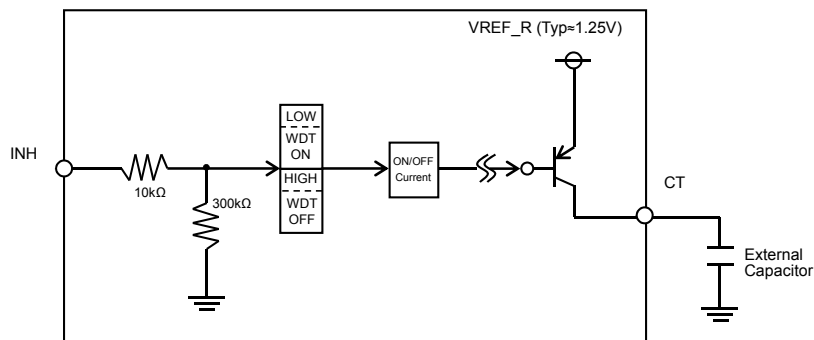 VREF_R (Typ≈1.25V)
INH
10kΩ
300kΩ
LOW
WDT
ON
HIGH
WDT
OFF
ON/OFF
Current
CT
External
Capacitor